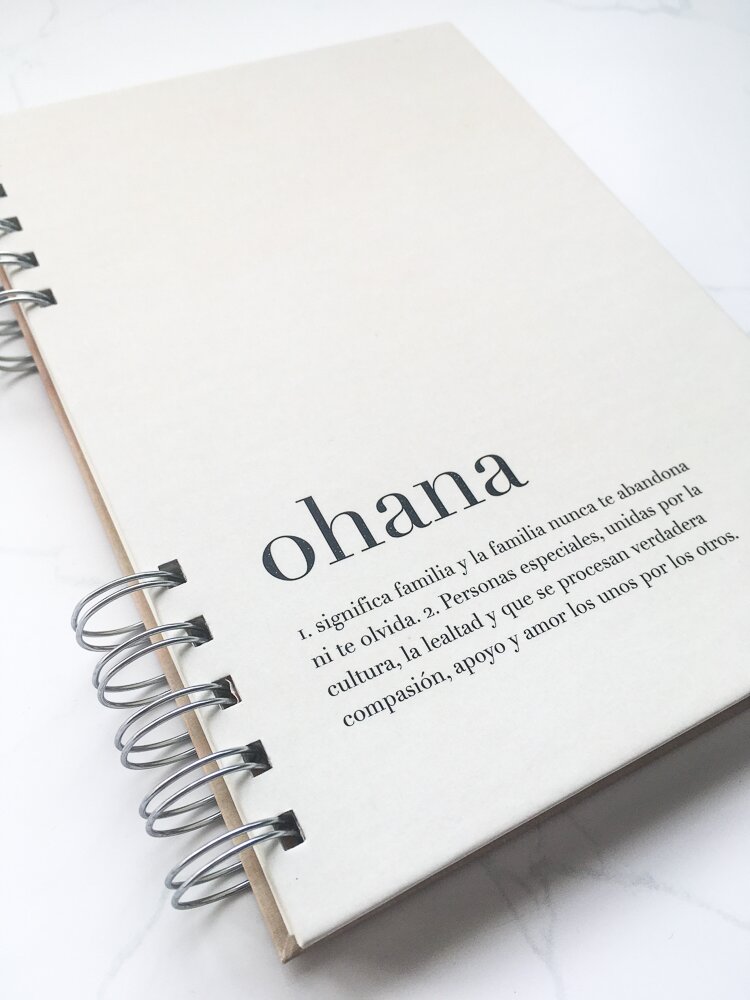 ohana
1. significa familia y la familia nunca te abandona
ni te olvida. 2. Personas especiales, unidas por la
cultura, la lealtad y que se procesan verdadera
compasión, apoyo y amor los unos por los otros.